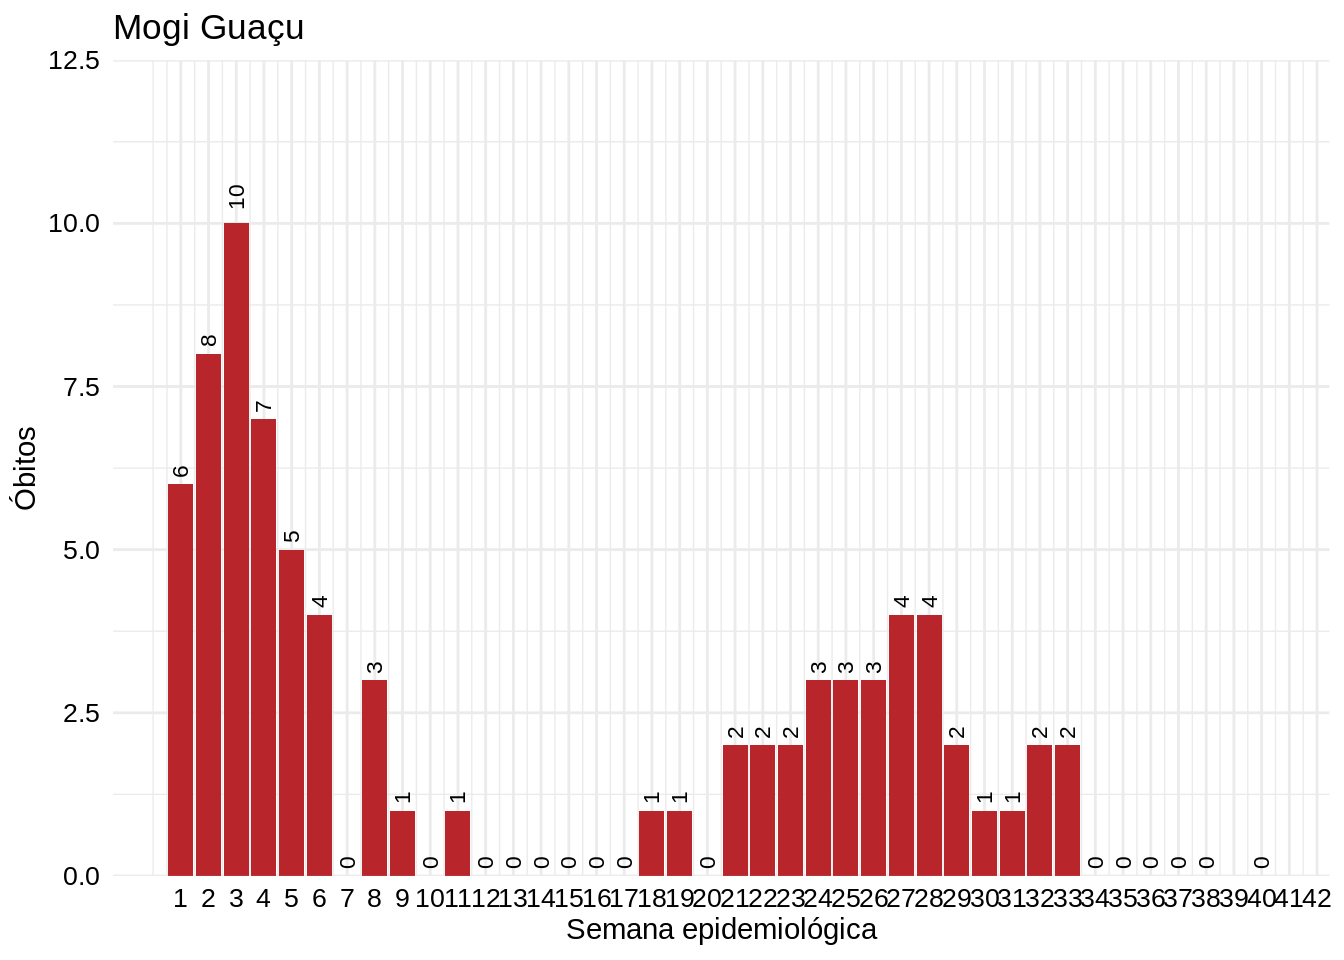 Mogi Guaçu
12.5
10.0
7.5
5.0
2.5
0.0
Óbitos
6 8 10 7 5 4 0 3 1 0 1 0 0 0 0 0 0 1 1 0 2 2 2 3 3 3 4 4 2 1 1 2 2 0 0 0 0 0 0
1 2 3 4 5 6 7 8 9 10 11 12 13 14 15 16 17 18 19 20 21 22 23 24 25 26 27 28 29 30 31 32 33 34 35 36 37 38 39 40 41 42
Semana epidemiológica